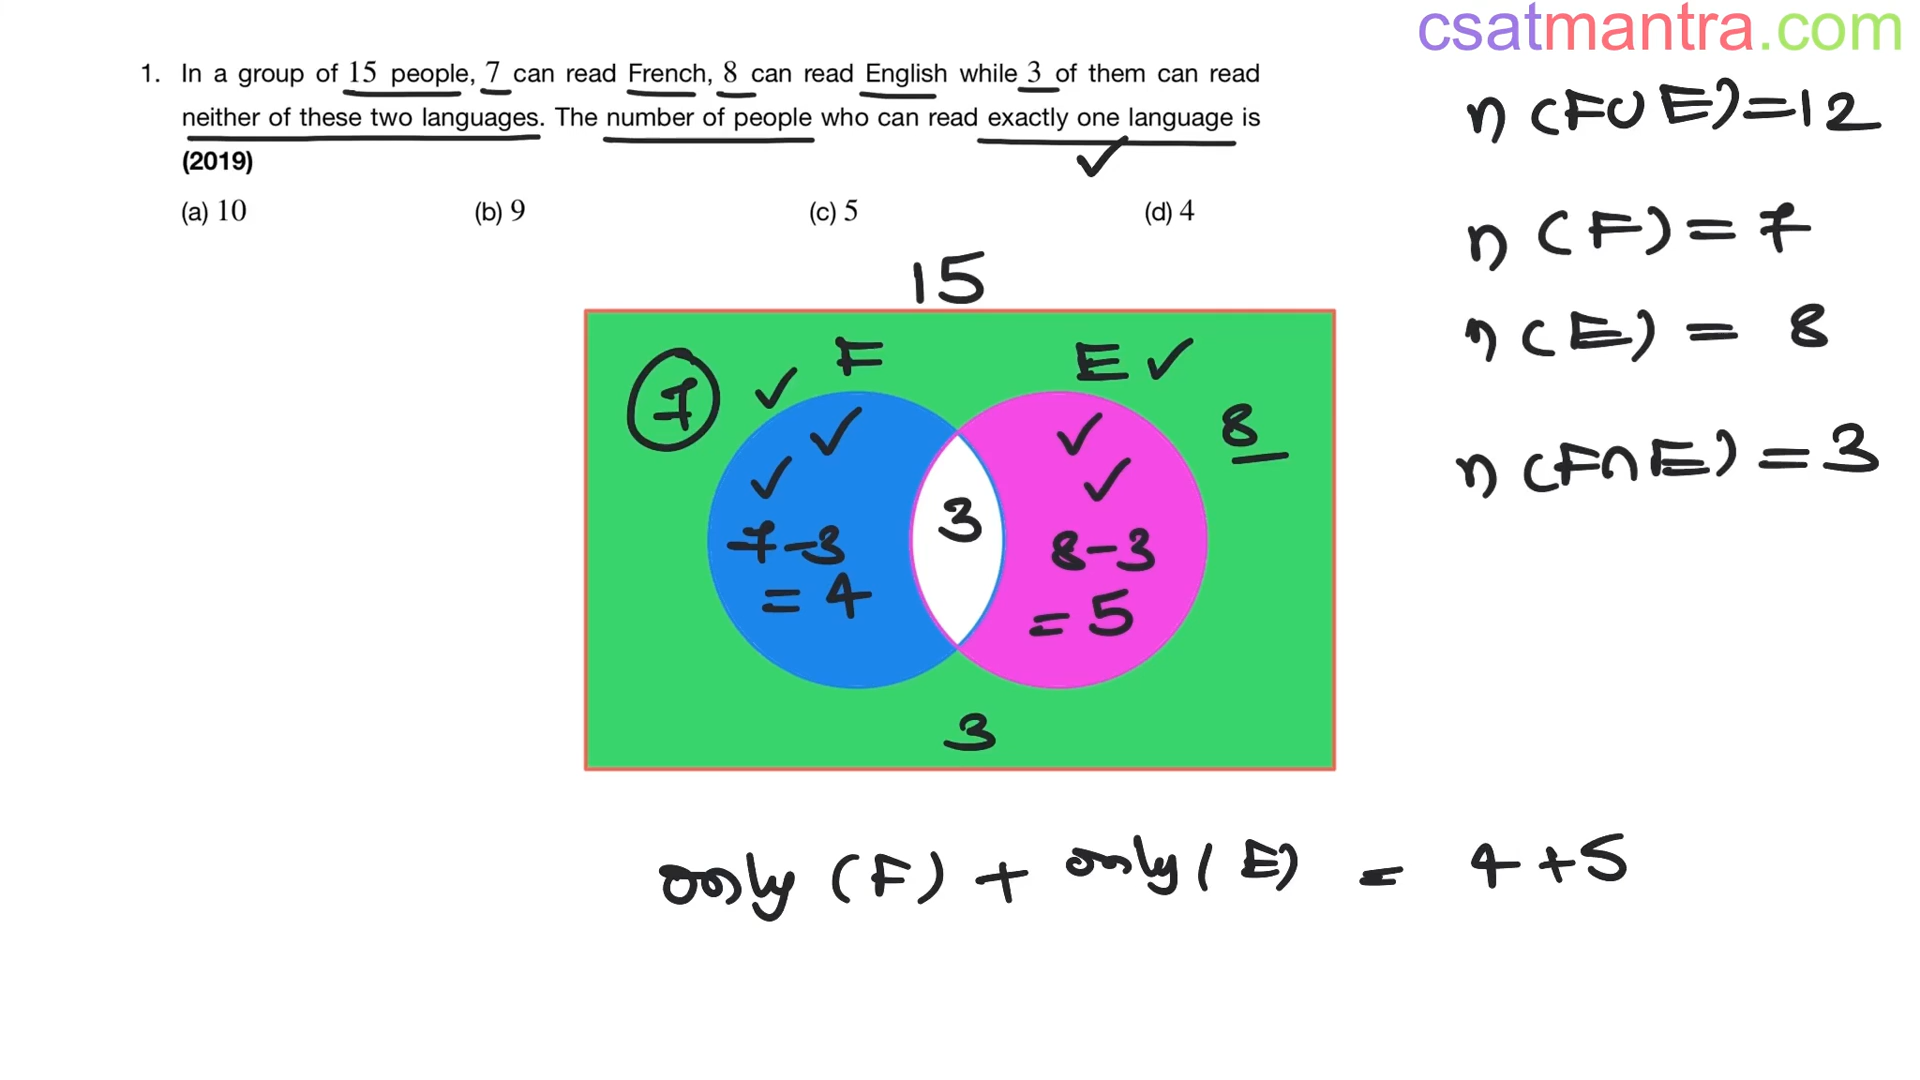 csatmantra.com
1. In a group of 15 people, 7 can read French, 8 can read English while 3 of them can read
neither of these two languages. The number of people who can read exactly one language is
(2019)
(a) 10 (b) 9 (c) 5 (d) 4
n (F∪E)=12
n (F) = 7
n (E) = 8
n (F∩E) = 3
15
F E
7 8
3
7-3 8-3
= 4 = 5
3
only (F) + only (E) = 4+5